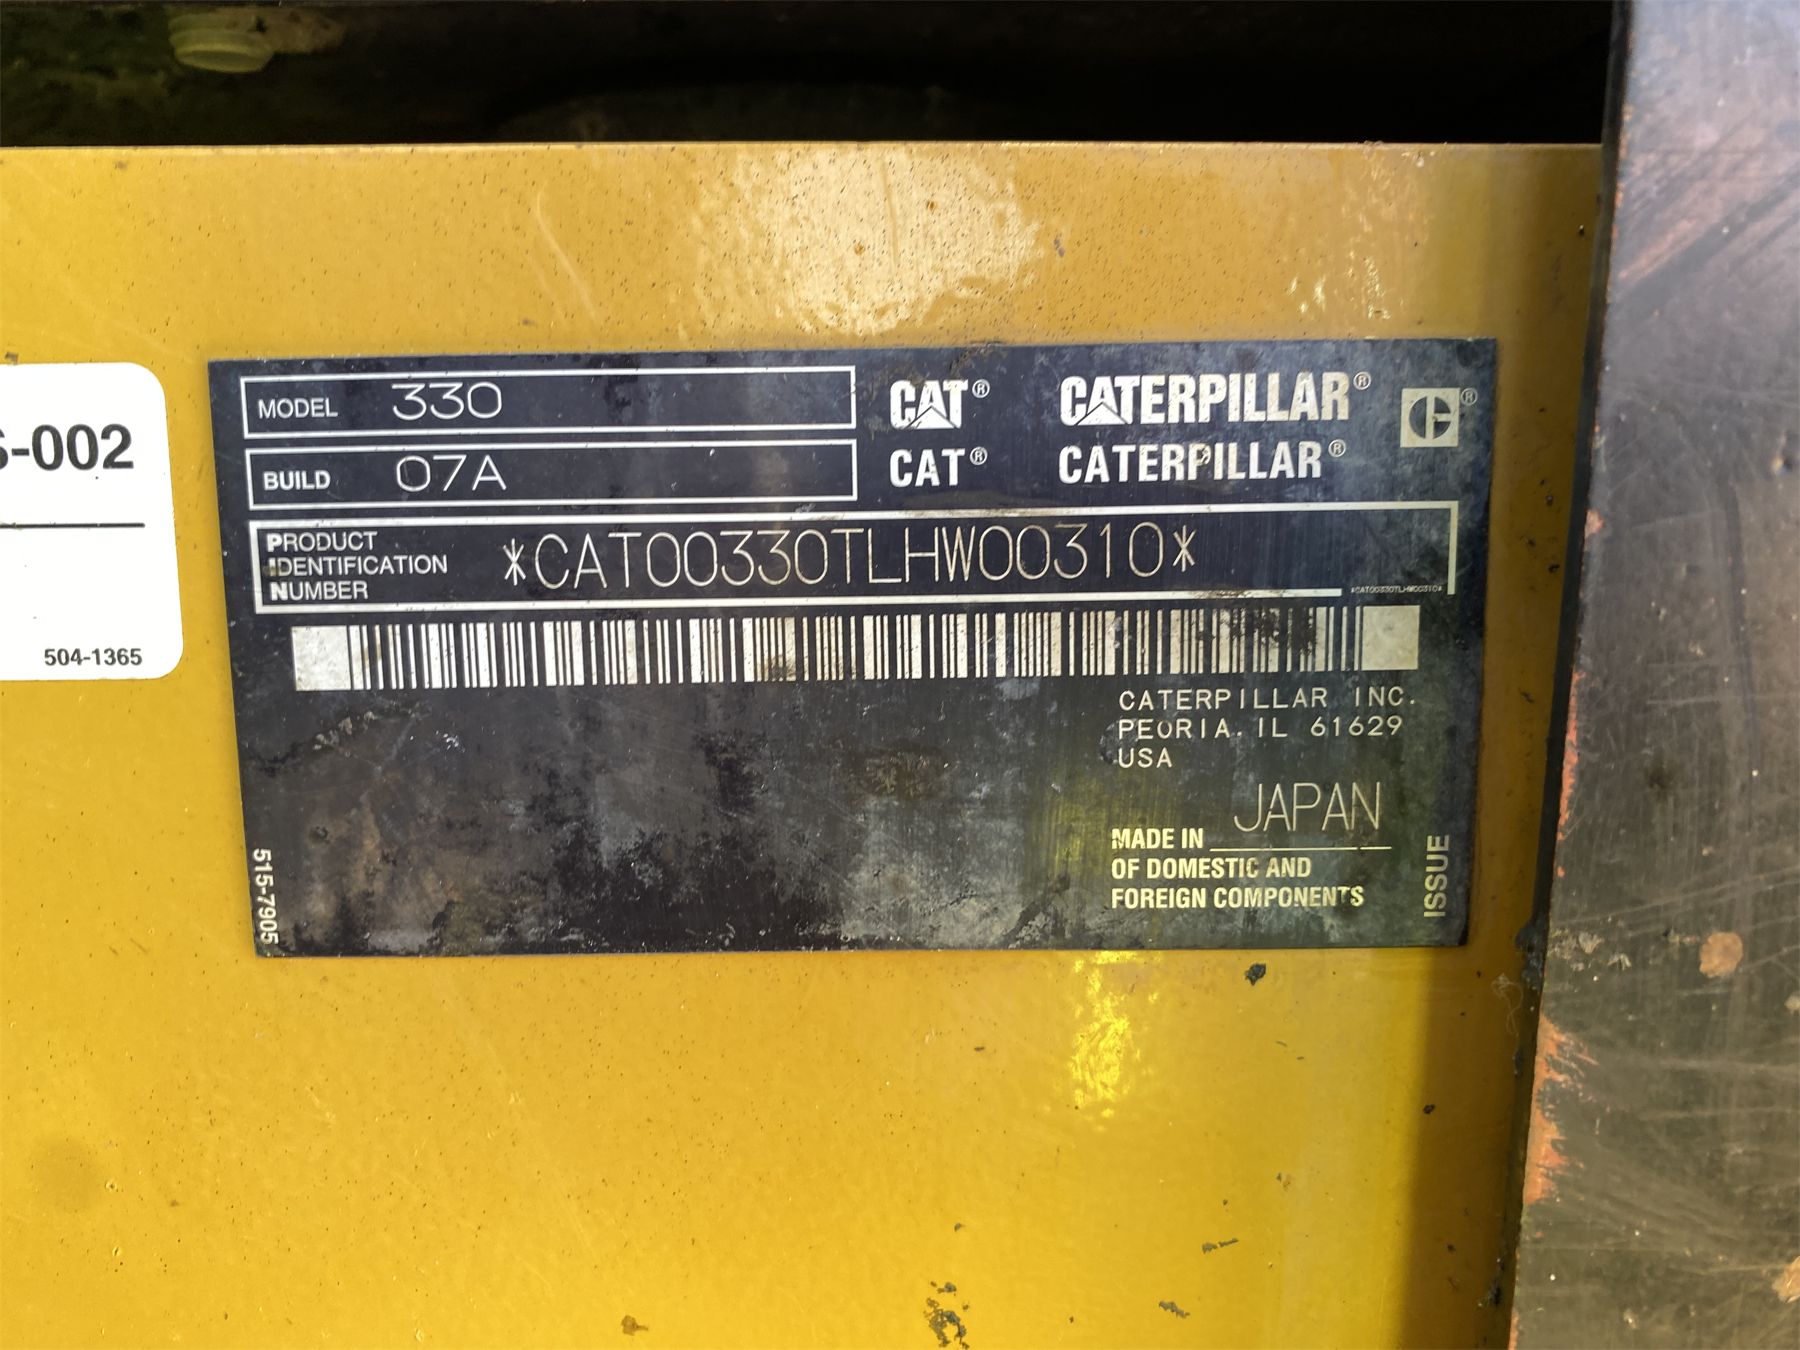 MODEL 330
BUILD 07A
CAT® CATERPILLAR® ®
CAT® CATERPILLAR®
PRODUCT
IDENTIFICATION
NUMBER
*CAT00330TLHW00310*
*CAT00330TLHW00310*
CATERPILLAR INC.
PEORIA. IL 61629
USA
MADE IN JAPAN
OF DOMESTIC AND
FOREIGN COMPONENTS
ISSUE
515-7905
-002
504-1365